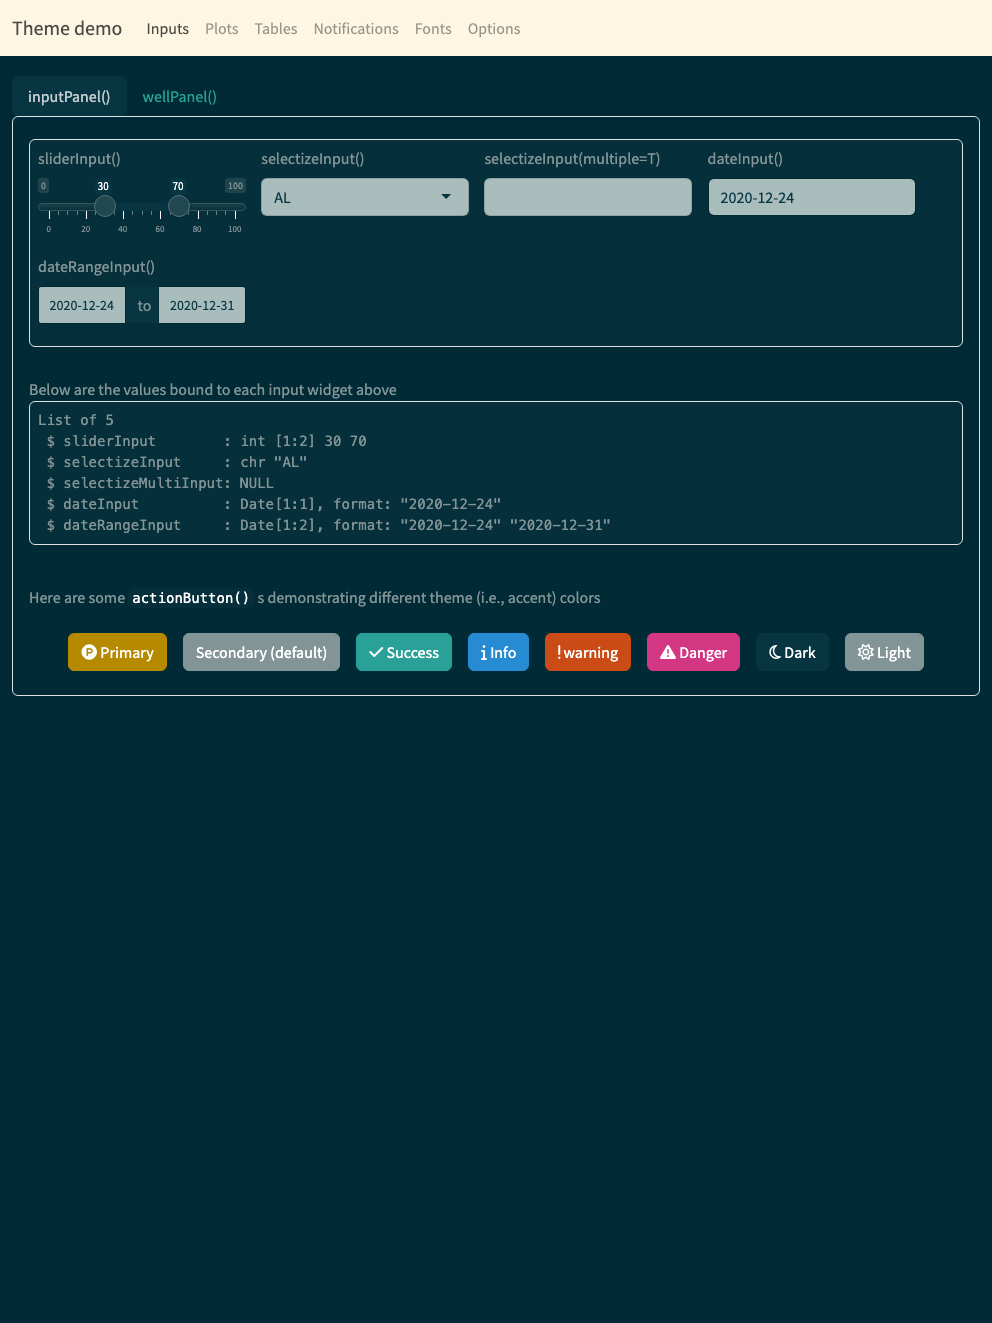 Theme demo Inputs Plots Tables Notifications Fonts Options
inputPanel() wellPanel()
sliderInput() selectizeInput() selectizeInput(multiple=T) dateInput()
0 30 70 100
AL 2020-12-24
0 20 40 60 80 100
dateRangeInput()
2020-12-24 to 2020-12-31
Below are the values bound to each input widget above
List of 5
$ sliderInput : int [1:2] 30 70
$ selectizeInput : chr "AL"
$ selectizeMultiInput: NULL
$ dateInput : Date[1:1], format: "2020-12-24"
$ dateRangeInput : Date[1:2], format: "2020-12-24" "2020-12-31"
Here are some actionButton() s demonstrating different theme (i.e., accent) colors
Primary Secondary (default) Success Info warning Danger Dark Light